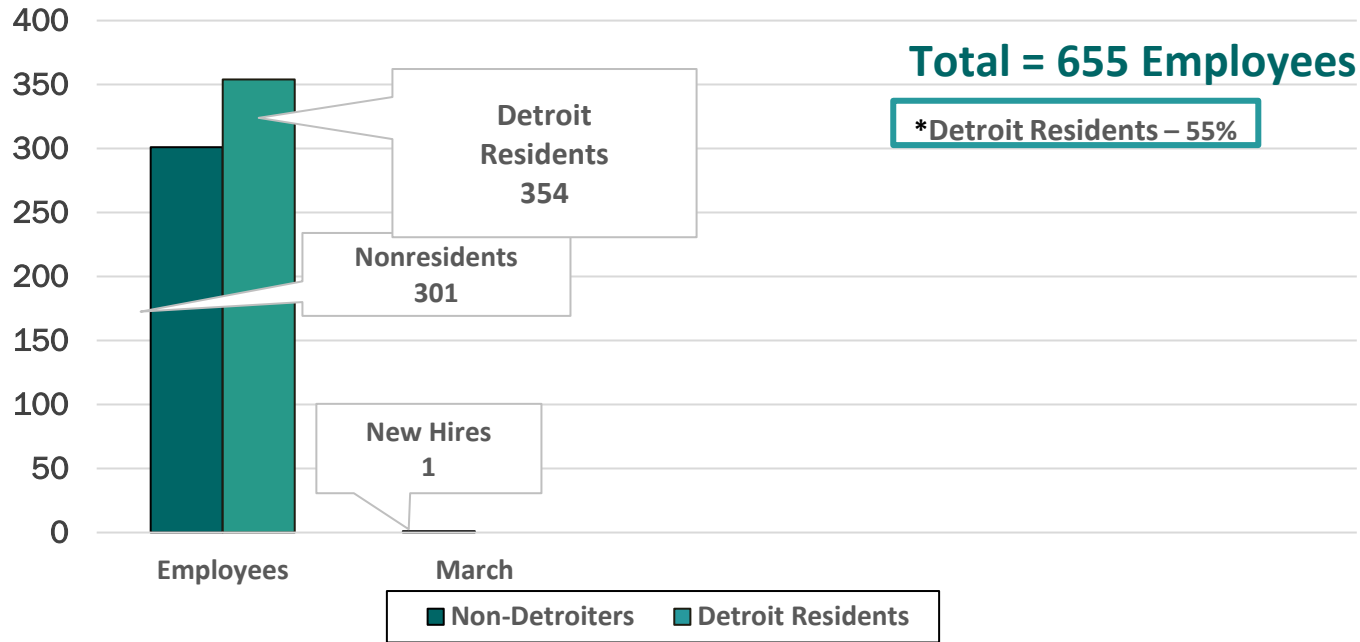 Total = 655 Employees
*Detroit Residents – 55%
400
350
300
250
200
150
100
50
0
Detroit
Residents
354
Nonresidents
301
New Hires
1
Employees
March
Non-Detroiters
Detroit Residents